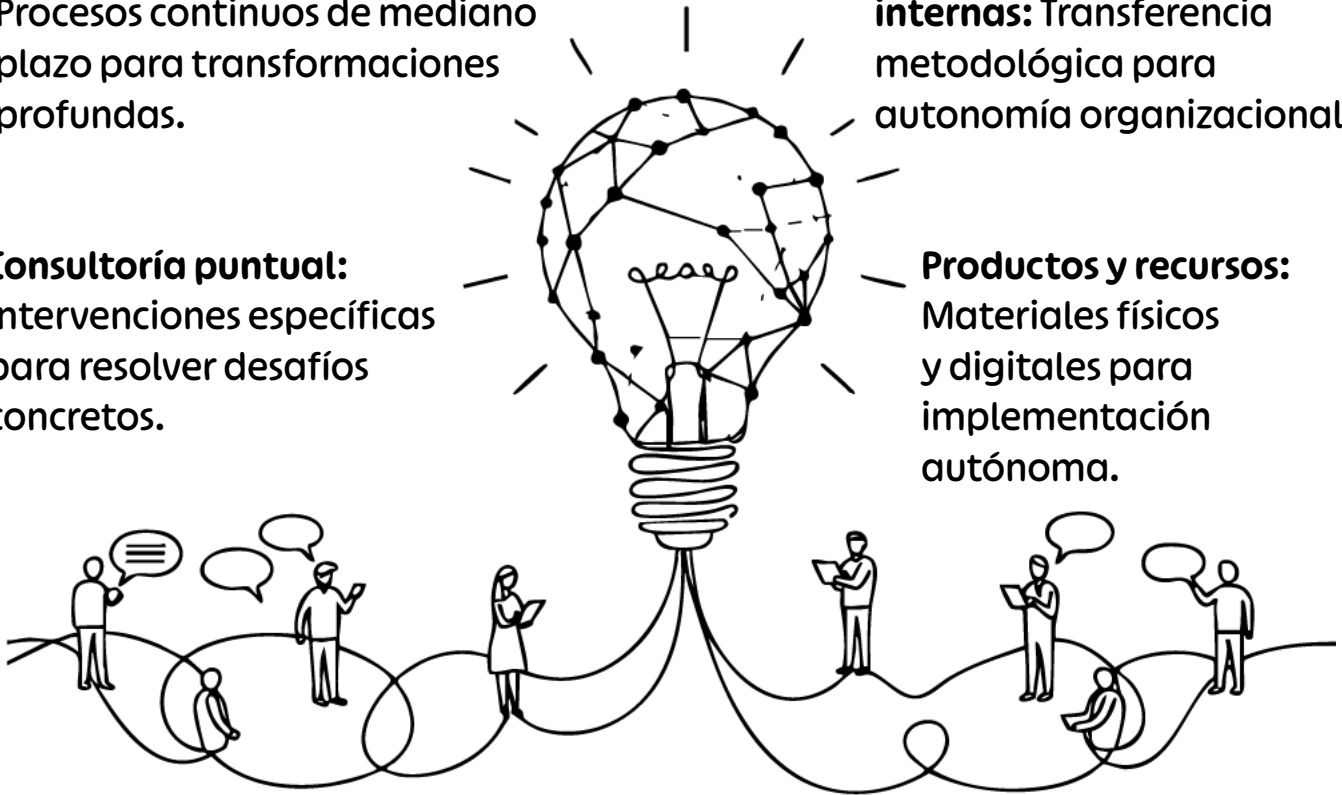 Procesos continuos de mediano
plazo para transformaciones
profundas.
internas: Transferencia
metodológica para
autonomía organizacional
Consultoría puntual:
Intervenciones específicas
para resolver desafíos
concretos.
Productos y recursos:
Materiales físicos
y digitales para
implementación
autónoma.